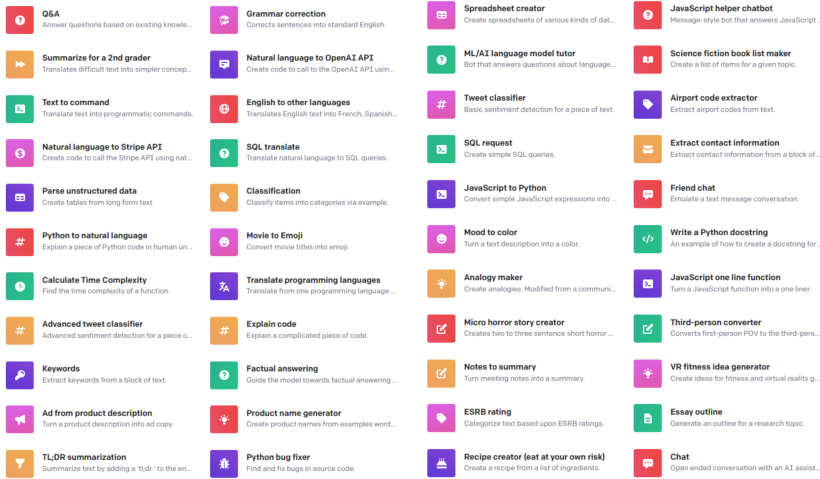 Q&A
Answer questions based on existing knowle...
Summarize for a 2nd grader
Translates difficult text into simpler concep...
Text to command
Translate text into programmatic commands.
Natural language to Stripe API
Create code to call the Stripe API using nat...
Parse unstructured data
Create tables from long form text
Python to natural language
Explain a piece of Python code in human un...
Calculate Time Complexity
Find the time complexity of a function.
Advanced tweet classifier
Advanced sentiment detection for a piece o...
Keywords
Extract keywords from a block of text.
Ad from product description
Turn a product description into ad copy.
TL;DR summarization
Summarize text by adding a 'tl;dr:' to the en...
Grammar correction
Corrects sentences into standard English.
Natural language to OpenAI API
Create code to call to the OpenAI API usin...
English to other languages
Translates English text into French, Spanish...
SQL translate
Translate natural language to SQL queries.
Classification
Classify items into categories via example.
Movie to Emoji
Convert movie titles into emoji.
Translate programming languages
Translate from one programming language ...
Explain code
Explain a complicated piece of code.
Factual answering
Guide the model towards factual answering ...
Product name generator
Create product names from examples word...
Python bug fixer
Find and fix bugs in source code.
Spreadsheet creator
Create spreadsheets of various kinds of dat...
ML/AI language model tutor
Bot that answers questions about language...
Tweet classifier
Basic sentiment detection for a piece of text.
SQL request
Create simple SQL queries.
JavaScript to Python
Convert simple JavaScript expressions into ...
Mood to color
Turn a text description into a color.
Analogy maker
Create analogies. Modified from a communi...
Micro horror story creator
Creates two to three sentence short horror ...
Notes to summary
Turn meeting notes into a summary.
ESRB rating
Categorize text based upon ESRB ratings.
Recipe creator (eat at your own risk)
Create a recipe from a list of ingredients.
JavaScript helper chatbot
Message-style bot that answers JavaScript .
Science fiction book list maker
Create a list of items for a given topic.
Airport code extractor
Extract airport codes from text.
Extract contact information
Extract contact information from a block of .
Friend chat
Emulate a text message conversation.
Write a Python docstring
An example of how to create a docstring for .
JavaScript one line function
Turn a JavaScript function into a one liner.
Third-person converter
Converts first-person POV to the third-pers...
VR fitness idea generator
Create ideas for fitness and virtual reality g...
Essay outline
Generate an outline for a research topic.
Chat
Open ended conversation with an AI assist...